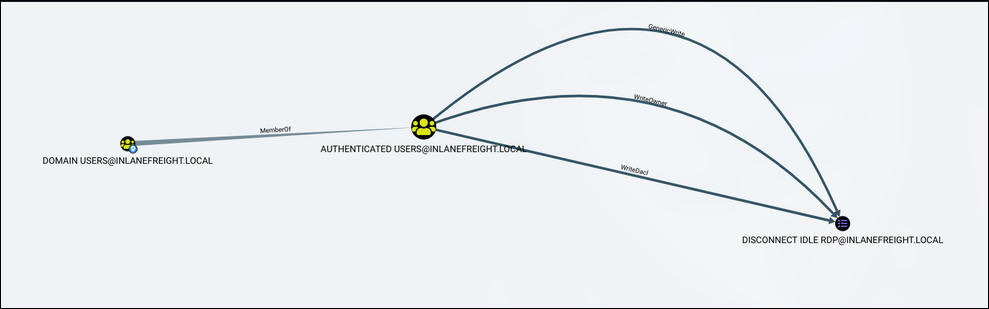 GenericWrite
WriteOwner
MemberOf
AUTHENTICATED USERS@INLANEFREIGHT.LOCAL
DOMAIN USERS@INLANEFREIGHT.LOCAL
WriteDacl
DISCONNECT IDLE RDP@INLANEFREIGHT.LOCAL